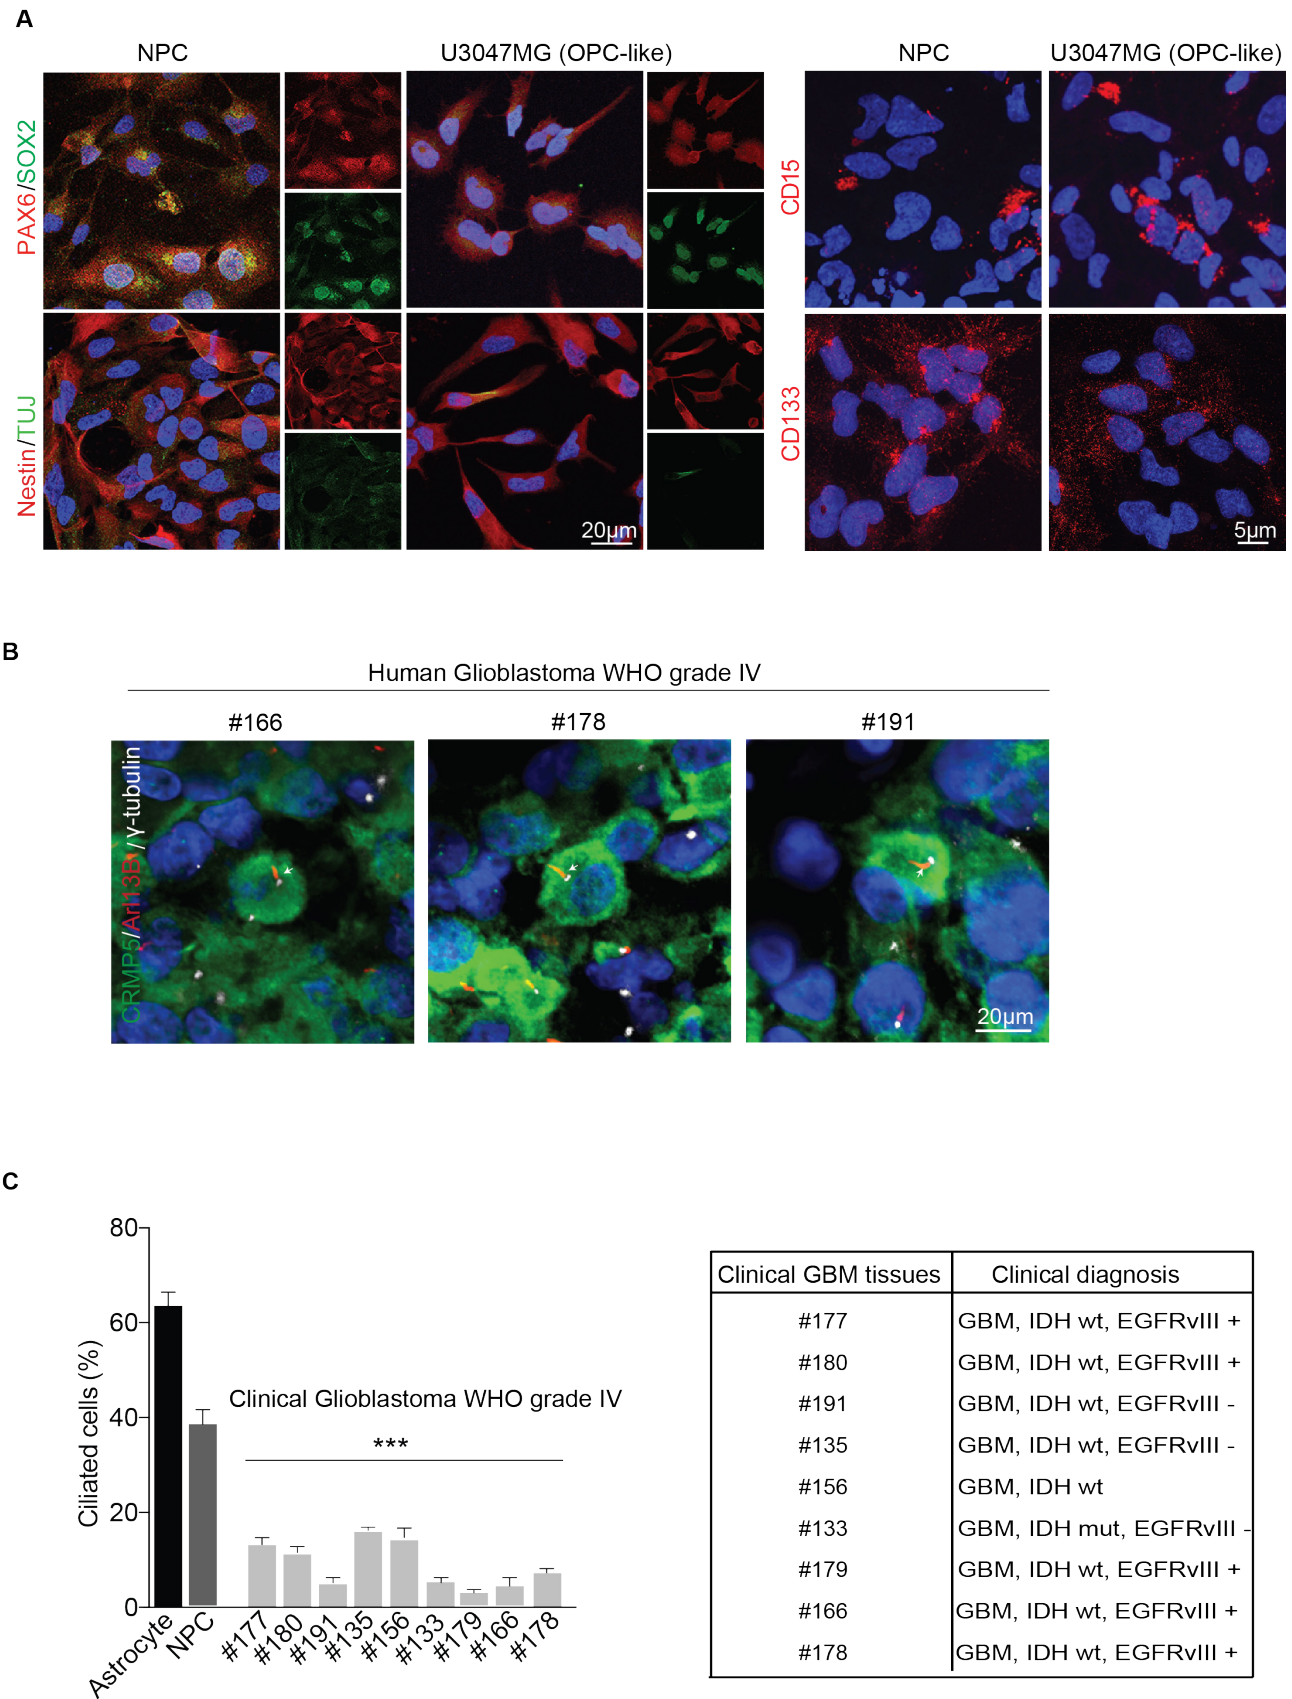 A
NPC
U3047MG (OPC-like)
NPC
U3047MG (OPC-like)
PAX6/SOX2
CD15
Nestin/TUJ
CD133
20µm
5µm
B
Human Glioblastoma WHO grade IV
#166
#178
#191
CRMP5/Arl13B/γ-tubulin
20µm
C
80
60
40
20
0
Ciliated cells (%)
Clinical Glioblastoma WHO grade IV
***
Astrocyte
NPC
#177
#180
#191
#135
#156
#133
#179
#166
#178
Clinical GBM tissues Clinical diagnosis
#177 GBM, IDH wt, EGFRvIII +
#180 GBM, IDH wt, EGFRvIII +
#191 GBM, IDH wt, EGFRvIII -
#135 GBM, IDH wt, EGFRvIII -
#156 GBM, IDH wt
#133 GBM, IDH mut, EGFRvIII -
#179 GBM, IDH wt, EGFRvIII +
#166 GBM, IDH wt, EGFRvIII +
#178 GBM, IDH wt, EGFRvIII +